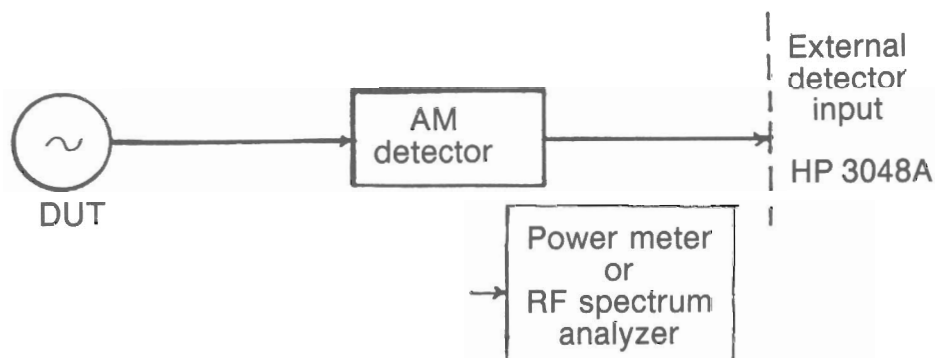 DUT
AM
detector
External
detector
input
HP 3048A
Power meter
or
RF spectrum
analyzer